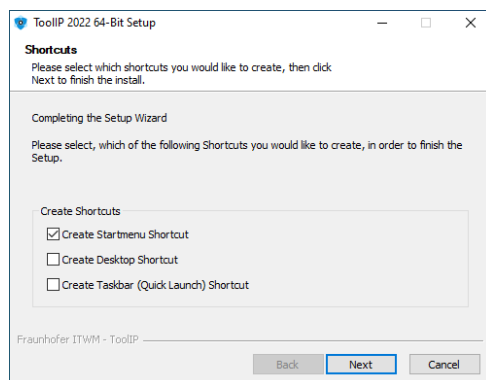 ToolIP 2022 64-Bit Setup
Shortcuts
Please select which shortcuts you would like to create, then click
Next to finish the install.
Completing the Setup Wizard
Please select, which of the following Shortcuts you would like to create, in order to finish the
Setup.
Create Shortcuts
Create Startmenu Shortcut
Create Desktop Shortcut
Create Taskbar (Quick Launch) Shortcut
Fraunhofer ITWM - ToolIP
Back Next Cancel